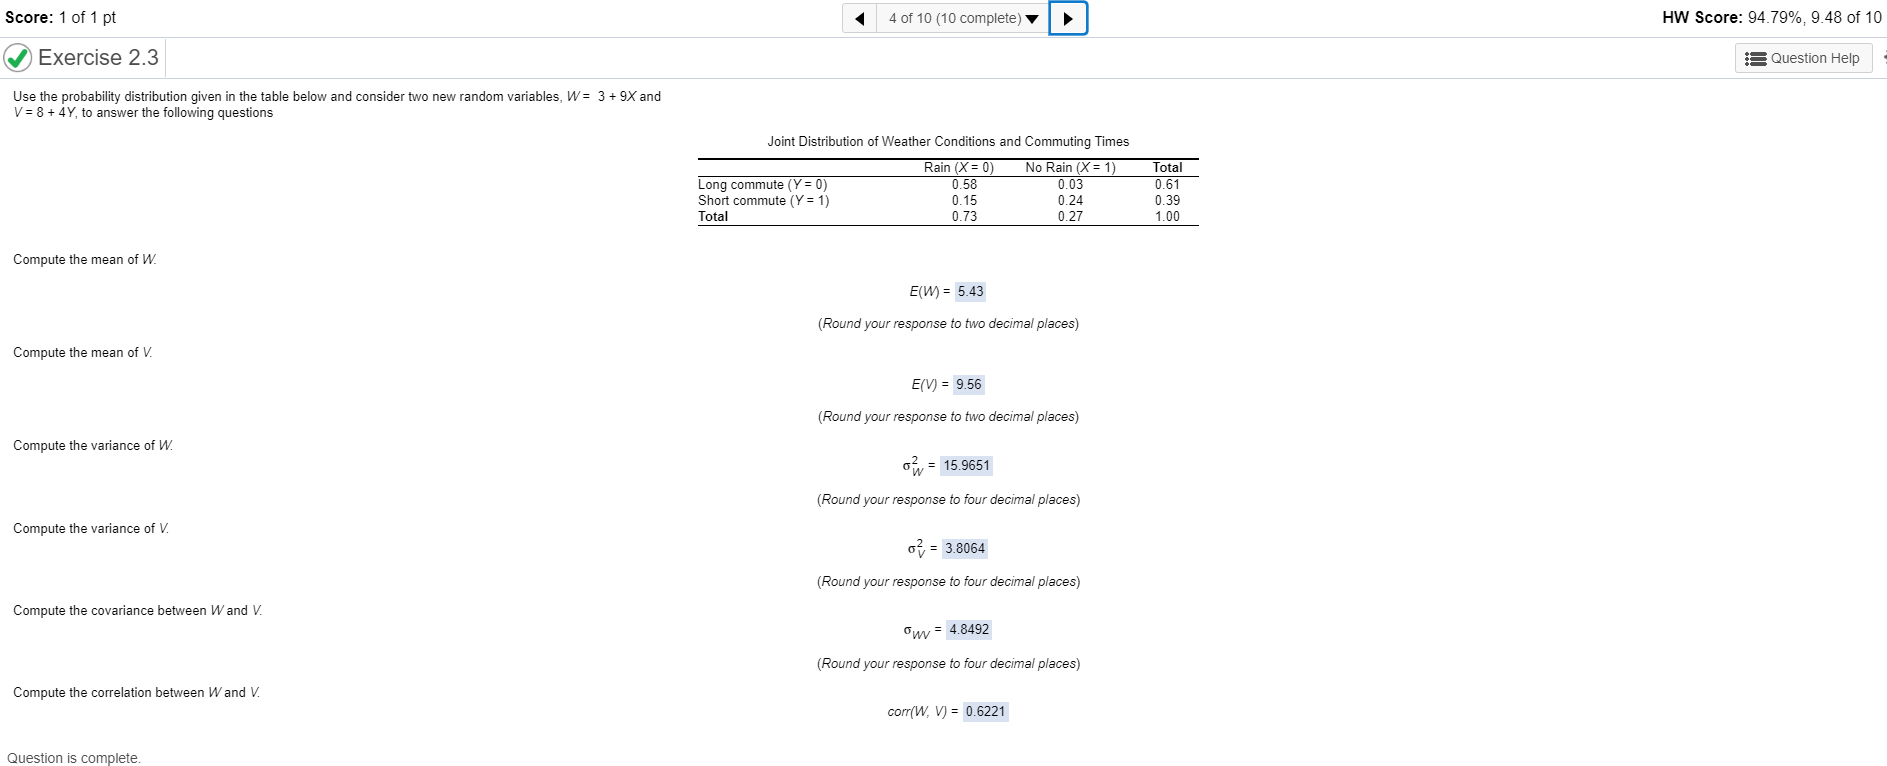 Score: 1 of 1 pt
4 of 10 (10 complete)
HW Score: 94.79%, 9.48 of 10
Exercise 2.3
Question Help
Use the probability distribution given in the table below and consider two new random variables, W = 3 + 9X and
V = 8 + 4Y, to answer the following questions
Joint Distribution of Weather Conditions and Commuting Times
Rain (X = 0) No Rain (X = 1) Total
Long commute (Y = 0) 0.58 0.03 0.61
Short commute (Y = 1) 0.15 0.24 0.39
Total 0.73 0.27 1.00
Compute the mean of W.
E(W) = 5.43
(Round your response to two decimal places)
Compute the mean of V.
E(V) = 9.56
(Round your response to two decimal places)
Compute the variance of W.
σ²_W = 15.9651
(Round your response to four decimal places)
Compute the variance of V.
σ²_V = 3.8064
(Round your response to four decimal places)
Compute the covariance between W and V.
σ_WV = 4.8492
(Round your response to four decimal places)
Compute the correlation between W and V.
corr(W, V) = 0.6221
Question is complete.